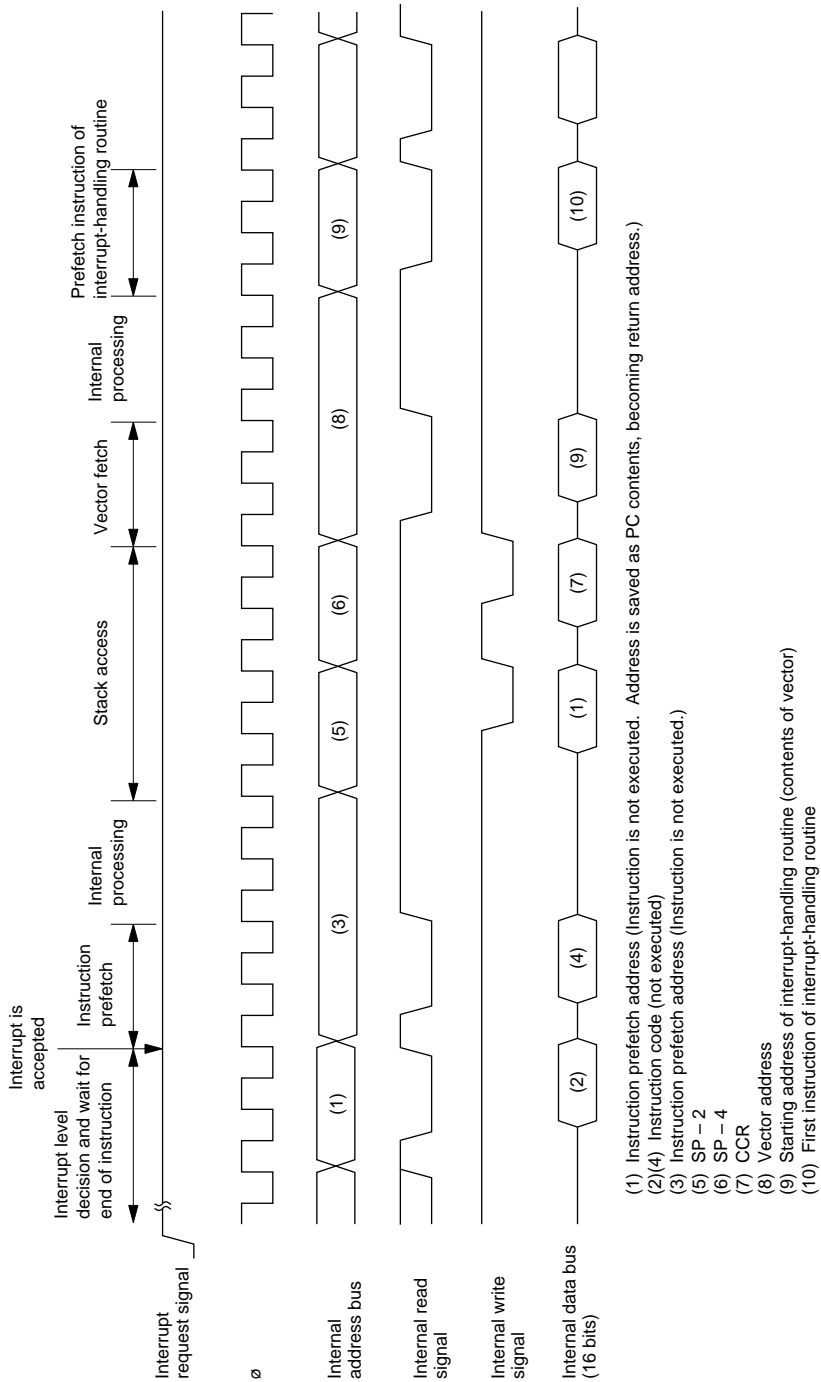 Interrupt is
accepted
Interrupt level
decision and wait for
end of instruction
Instruction
prefetch
Internal
processing
Stack access
Vector fetch
Internal
processing
Prefetch instruction of
interrupt-handling routine
Interrupt
request signal
ø
Internal
address bus
(1)
(3)
(5)
(6)
(8)
(9)
Internal read
signal
Internal write
signal
Internal data bus
(16 bits)
(2)
(4)
(1)
(7)
(9)
(10)
(1) Instruction prefetch address (Instruction is not executed. Address is saved as PC contents, becoming return address.)
(2)(4) Instruction code (not executed)
(3) Instruction prefetch address (Instruction is not executed.)
(5) SP – 2
(6) SP – 4
(7) CCR
(8) Vector address
(9) Starting address of interrupt-handling routine (contents of vector)
(10) First instruction of interrupt-handling routine